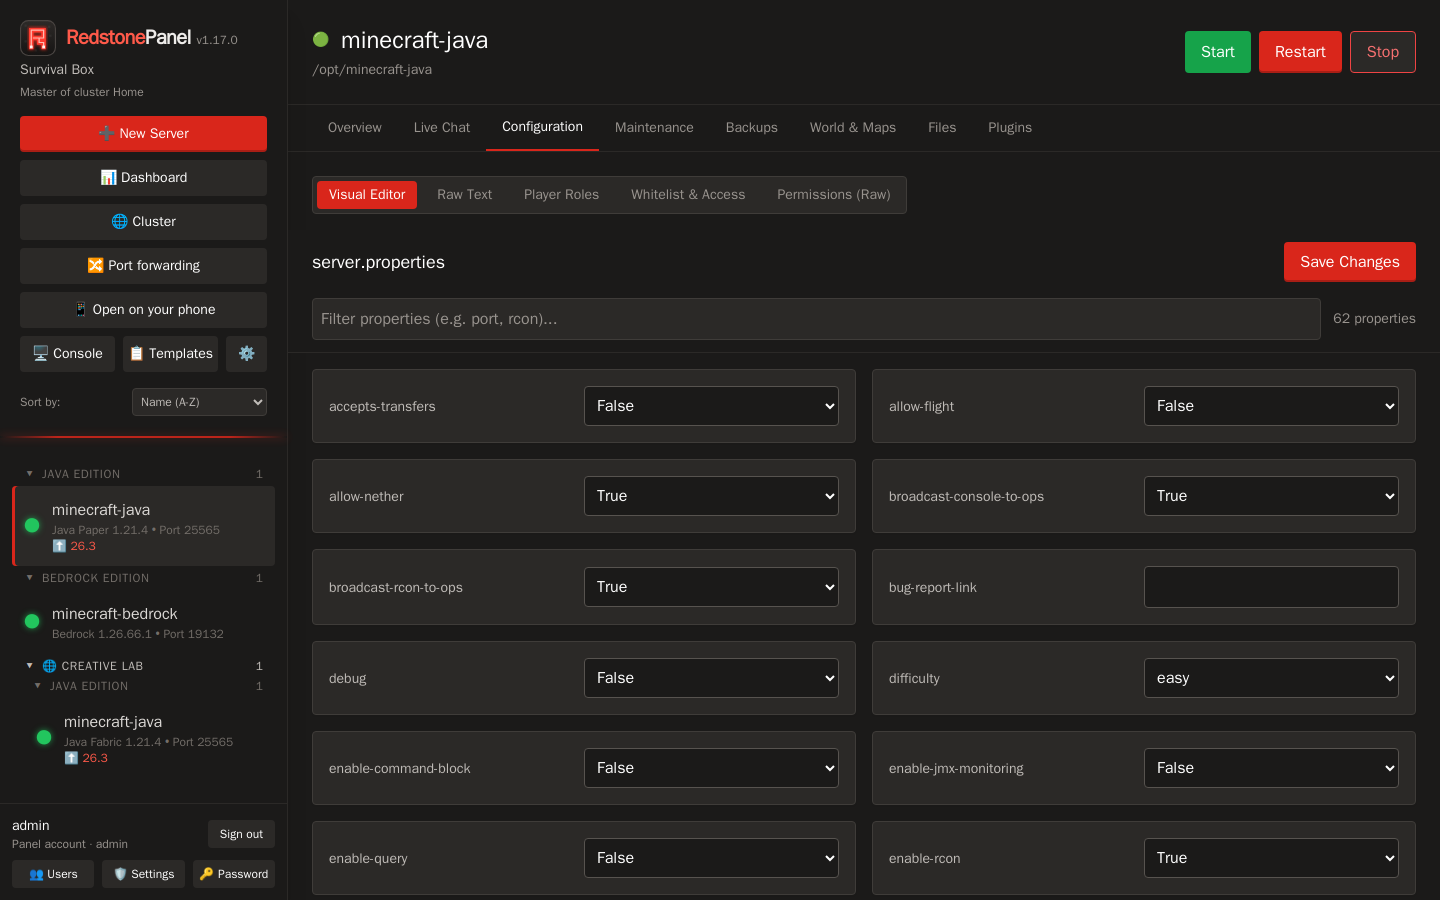 RedstonePanel v1.17.0
Survival Box
Master of cluster Home
➕ New Server
📊 Dashboard
🌐 Cluster
🔀 Port forwarding
📱 Open on your phone
🖥️ Console
📋 Templates
⚙️
Sort by:
Name (A-Z)
▼ JAVA EDITION 1
minecraft-java
Java Paper 1.21.4 • Port 25565
⬆️ 26.3
▼ BEDROCK EDITION 1
minecraft-bedrock
Bedrock 1.26.66.1 • Port 19132
▼ 🌐 CREATIVE LAB 1
▼ JAVA EDITION 1
minecraft-java
Java Fabric 1.21.4 • Port 25565
⬆️ 26.3
admin
Panel account · admin
Sign out
👥 Users
🛡️ Settings
🔑 Password
minecraft-java
/opt/minecraft-java
Start
Restart
Stop
Overview
Live Chat
Configuration
Maintenance
Backups
World & Maps
Files
Plugins
Visual Editor
Raw Text
Player Roles
Whitelist & Access
Permissions (Raw)
server.properties
Save Changes
Filter properties (e.g. port, rcon)...
62 properties
accepts-transfers
False
allow-flight
False
allow-nether
True
broadcast-console-to-ops
True
broadcast-rcon-to-ops
True
bug-report-link
debug
False
difficulty
easy
enable-command-block
False
enable-jmx-monitoring
False
enable-query
False
enable-rcon
True